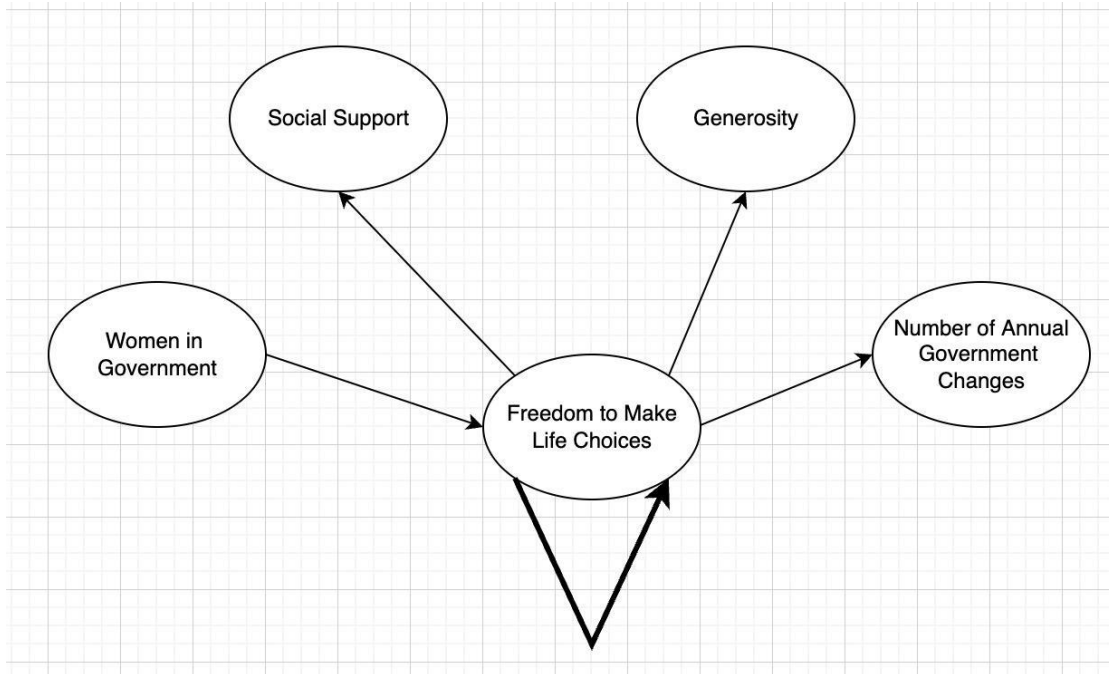 Social Support
Generosity
Women in
Government
Number of Annual
Government
Changes
Freedom to Make
Life Choices